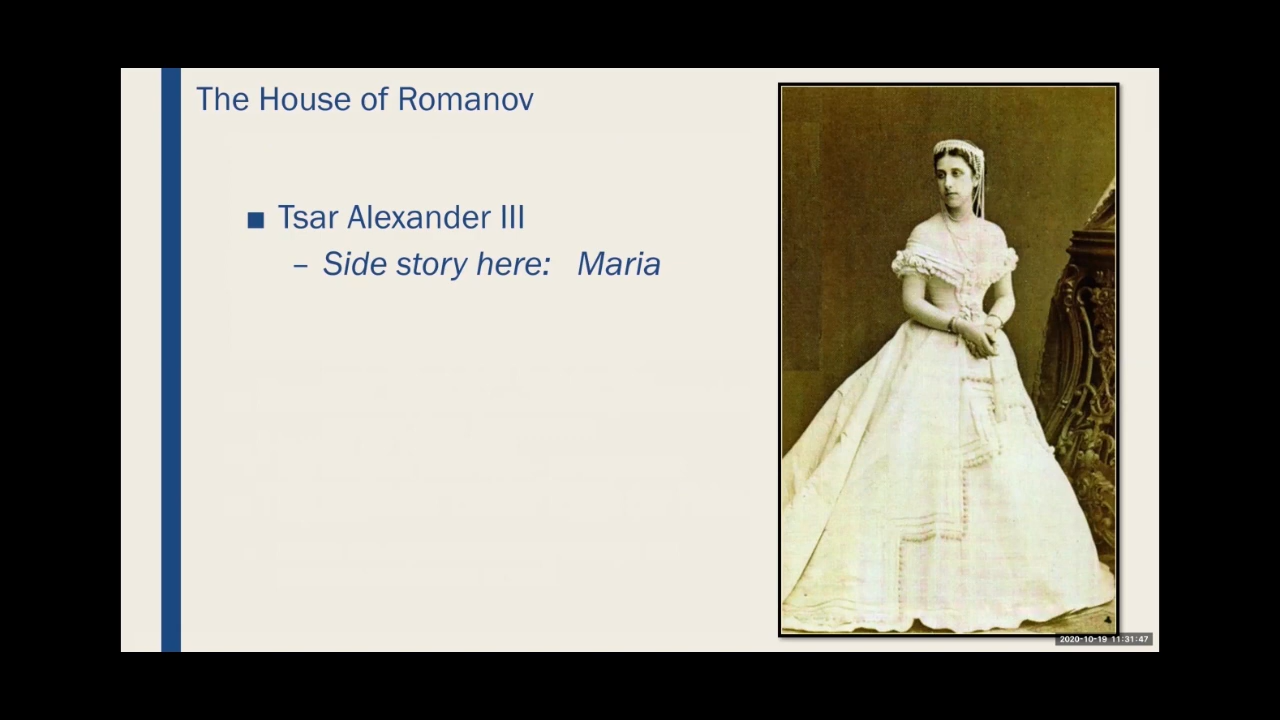 The House of Romanov
■ Tsar Alexander III
– Side story here: Maria
2020-10-19 11:31:47